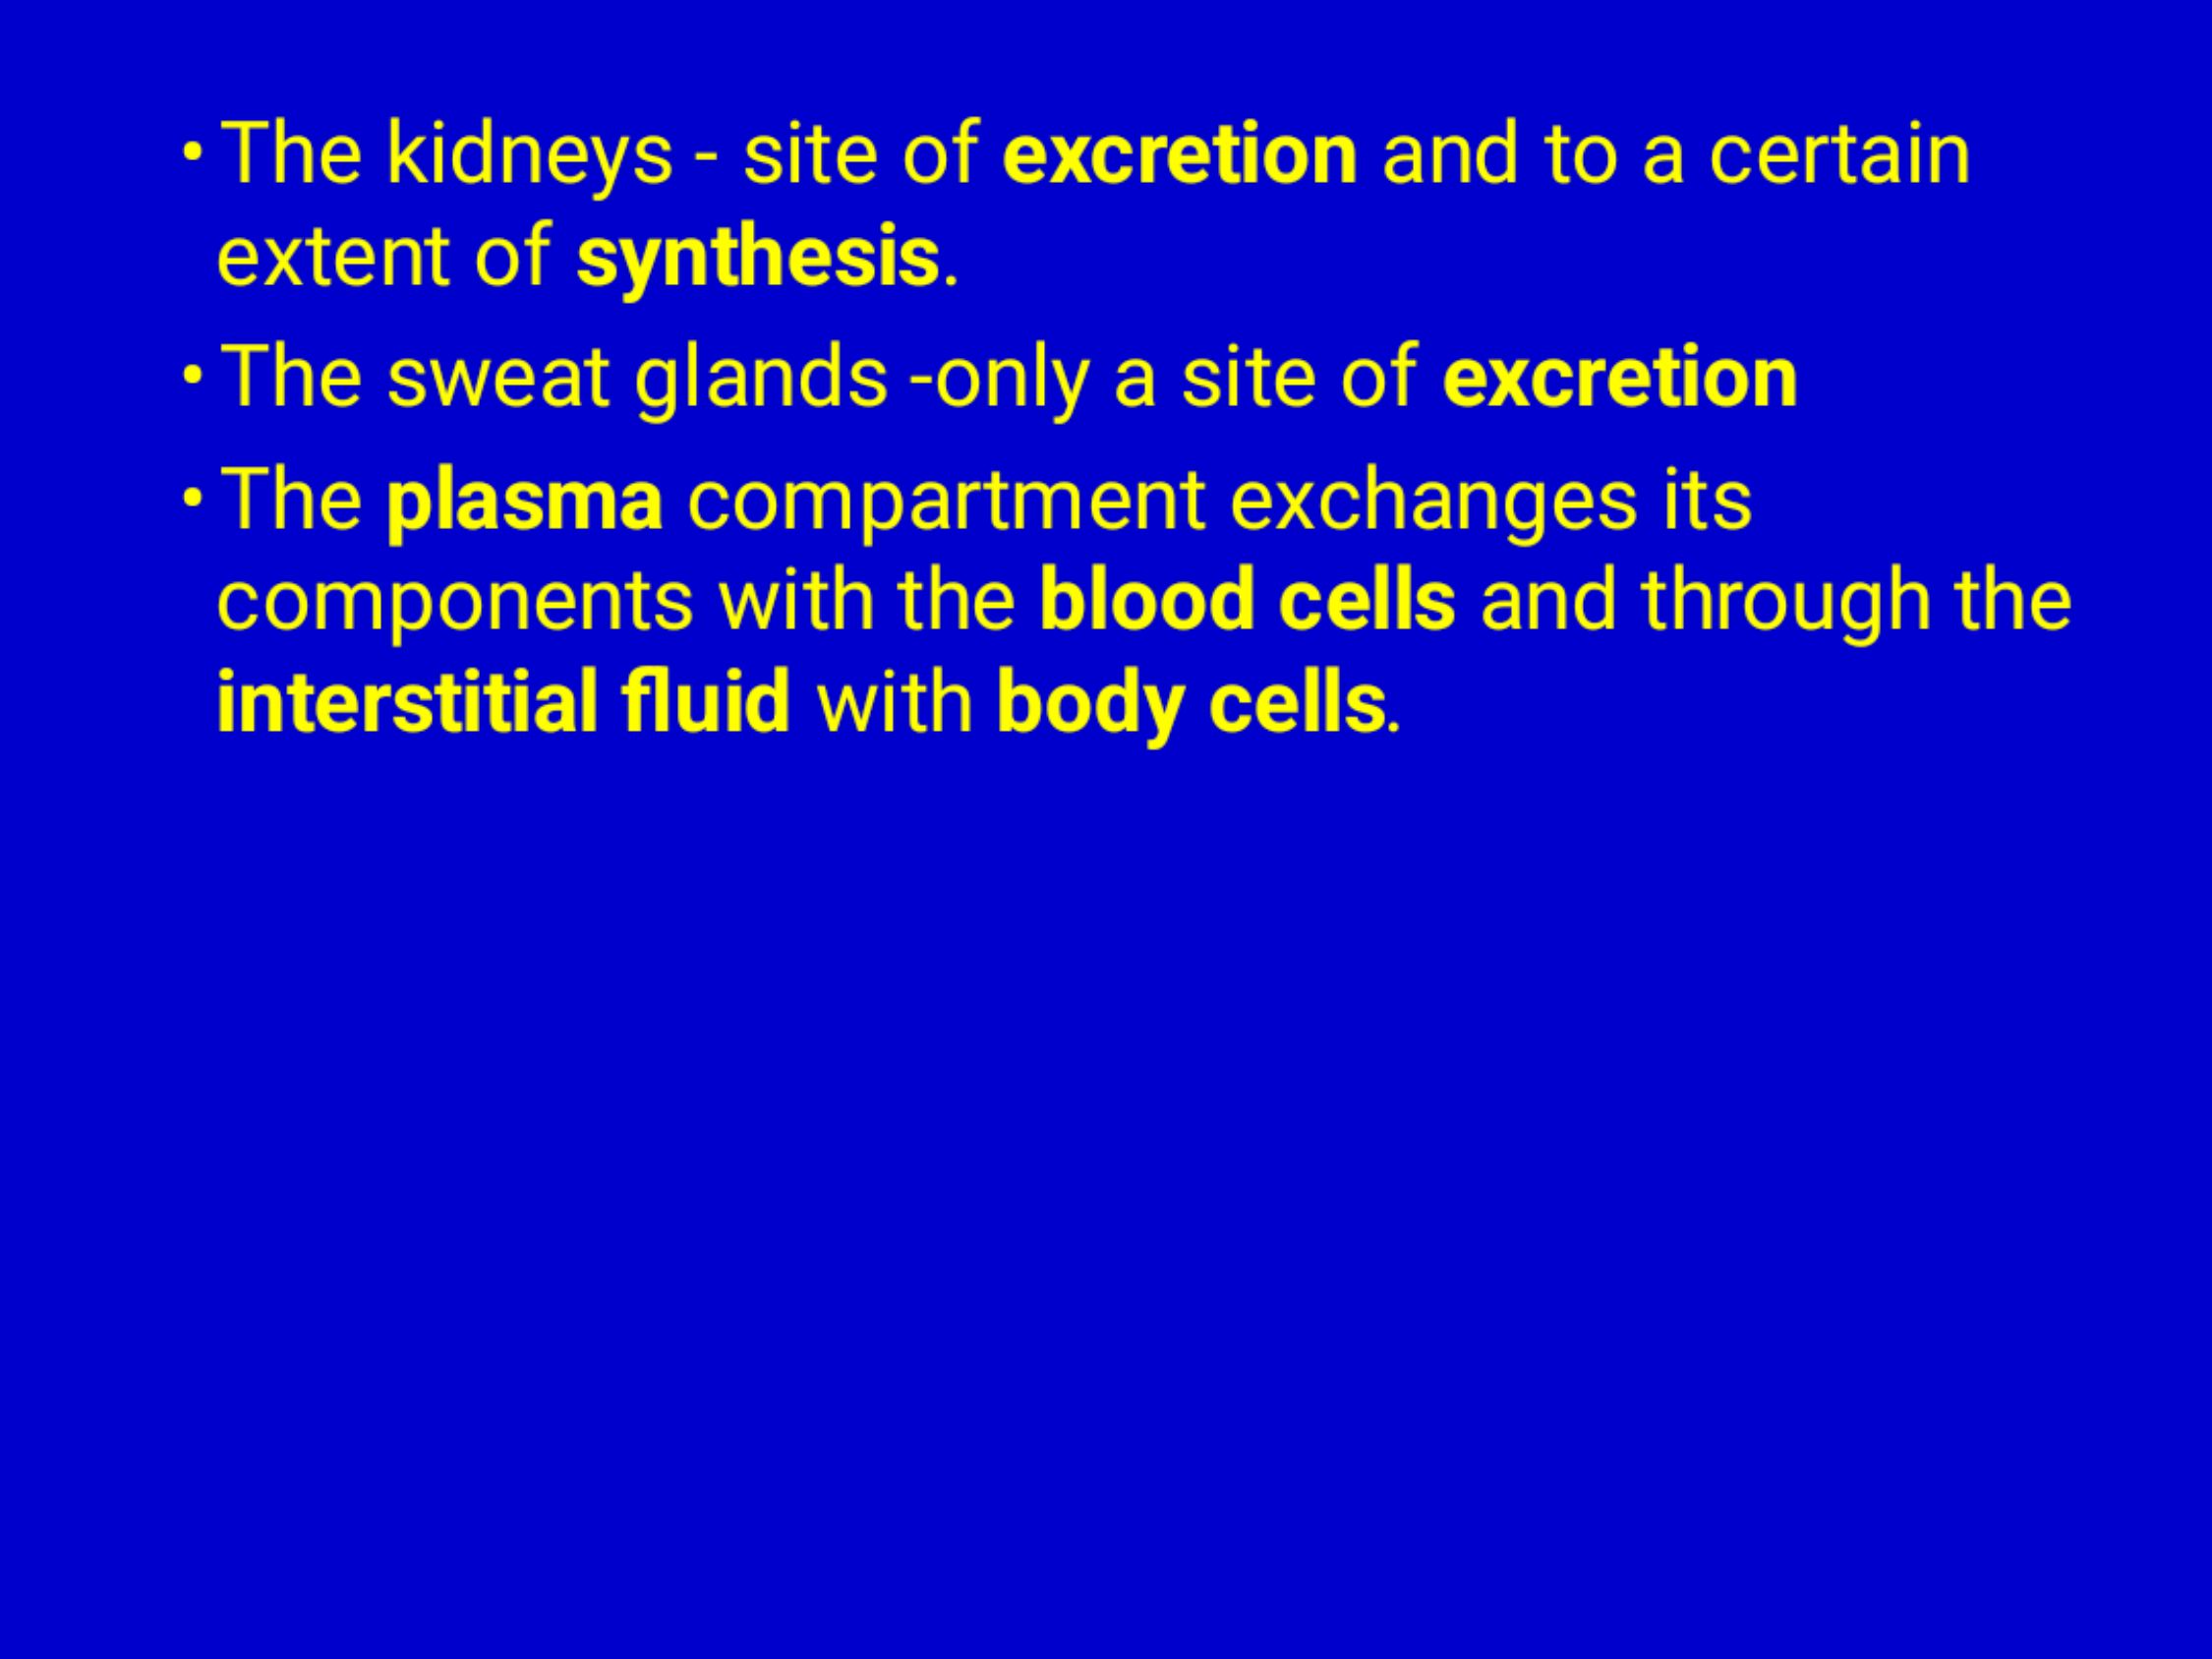 • The kidneys - site of excretion and to a certain
extent of synthesis.
• The sweat glands -only a site of excretion
• The plasma compartment exchanges its
components with the blood cells and through the
interstitial fluid with body cells.